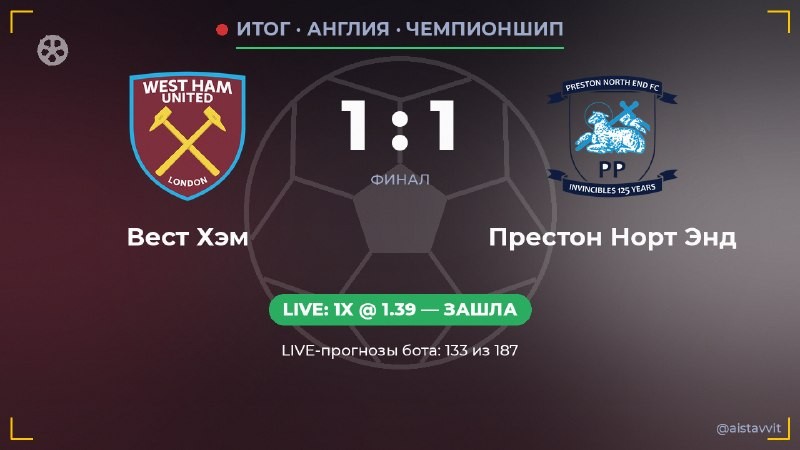 ИТОГ · АНГЛИЯ · ЧЕМПИОНШИП
WEST HAM
UNITED
LONDON
1 : 1
ФИНАЛ
PRESTON NORTH END FC
PP
INVINCIBLES 125 YEARS
Вест Хэм
Престон Норт Энд
LIVE: 1X @ 1.39 — ЗАШЛА
LIVE-прогнозы бота: 133 из 187
@aistavvit